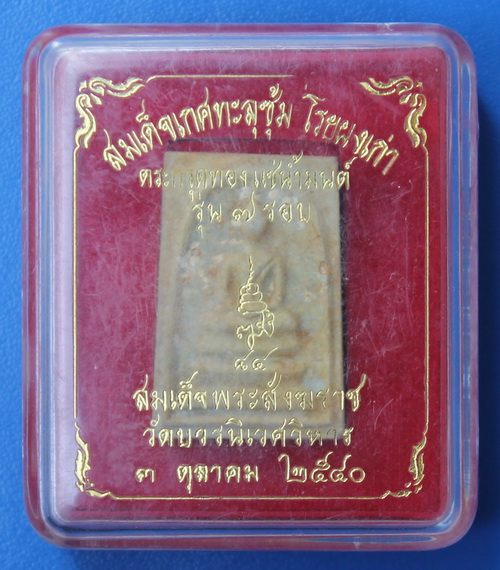 สมเด็จเกศทะลุซุ้ม โรยผงเก่า
ตะกรุดทอง แช่น้ำมนต์
รุ่น ๗ รอบ
๘๔
สมเด็จพระสังฆราช
วัดบวรนิเวศวิหาร
๓ ตุลาคม ๒๕๔๐